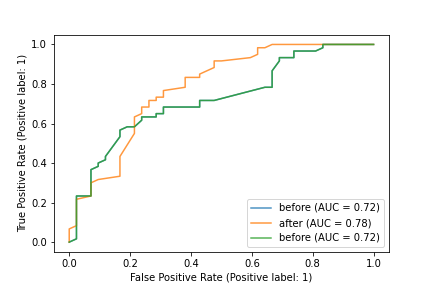 1.0
0.8
0.6
0.4
0.2
0.0
True Positive Rate (Positive label: 1)
before (AUC = 0.72)
after (AUC = 0.78)
before (AUC = 0.72)
0.0 0.2 0.4 0.6 0.8 1.0
False Positive Rate (Positive label: 1)